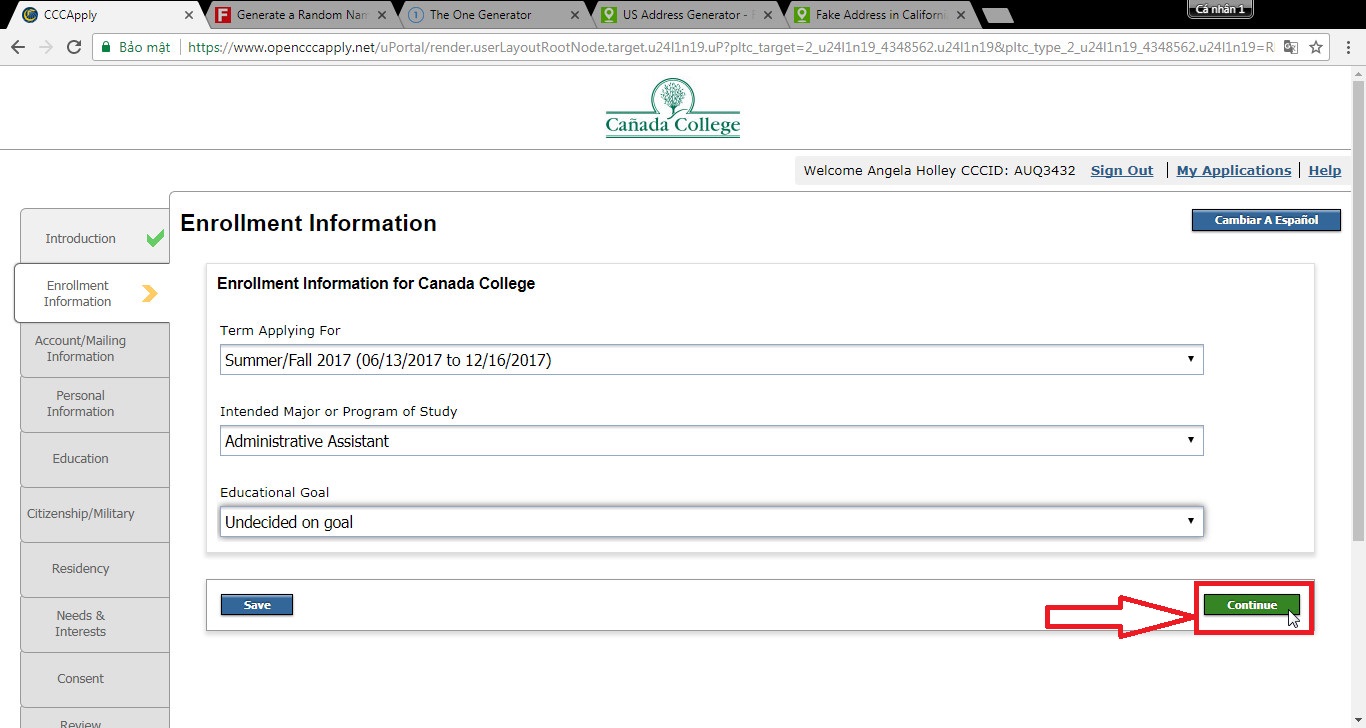 CCCApply
Generate a Random Nam
The One Generator
US Address Generator - F
Fake Address in Californi
Cá nhân 1
Bảo mật
https://www.opencccapply.net/uPortal/render.userLayoutRootNode.target.u24l1n19.uP?pltc_target=2_u24l1n19_4348562.u24l1n19&pltc_type_2_u24l1n19_4348562.u24l1n19=R
Cañada College
Welcome Angela Holley CCCID: AUQ3432
Sign Out
My Applications
Help
Enrollment Information
Cambiar A Español
Introduction
Enrollment
Information
Account/Mailing
Information
Personal
Information
Education
Citizenship/Military
Residency
Needs &
Interests
Consent
Review
Enrollment Information for Canada College
Term Applying For
Summer/Fall 2017 (06/13/2017 to 12/16/2017)
Intended Major or Program of Study
Administrative Assistant
Educational Goal
Undecided on goal
Save
Continue